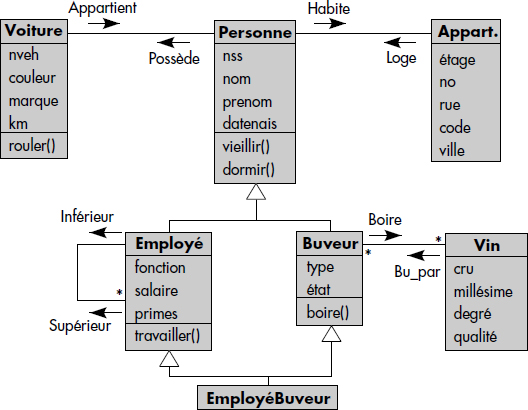 Appartient
Habite
Voiture
Personne
Appart.
Possède
Loge
nveh
couleur
marque
km
rouler()
nss
nom
prenom
datenais
vieillir()
dormir()
étage
no
rue
code
ville
Inférieur
Employé
fonction
salaire
primes
travailler()
*
Supérieur
Buveur
type
état
boire()
Boire
*
*
Bu_par
Vin
cru
millésime
degré
qualité
EmployéBuveur